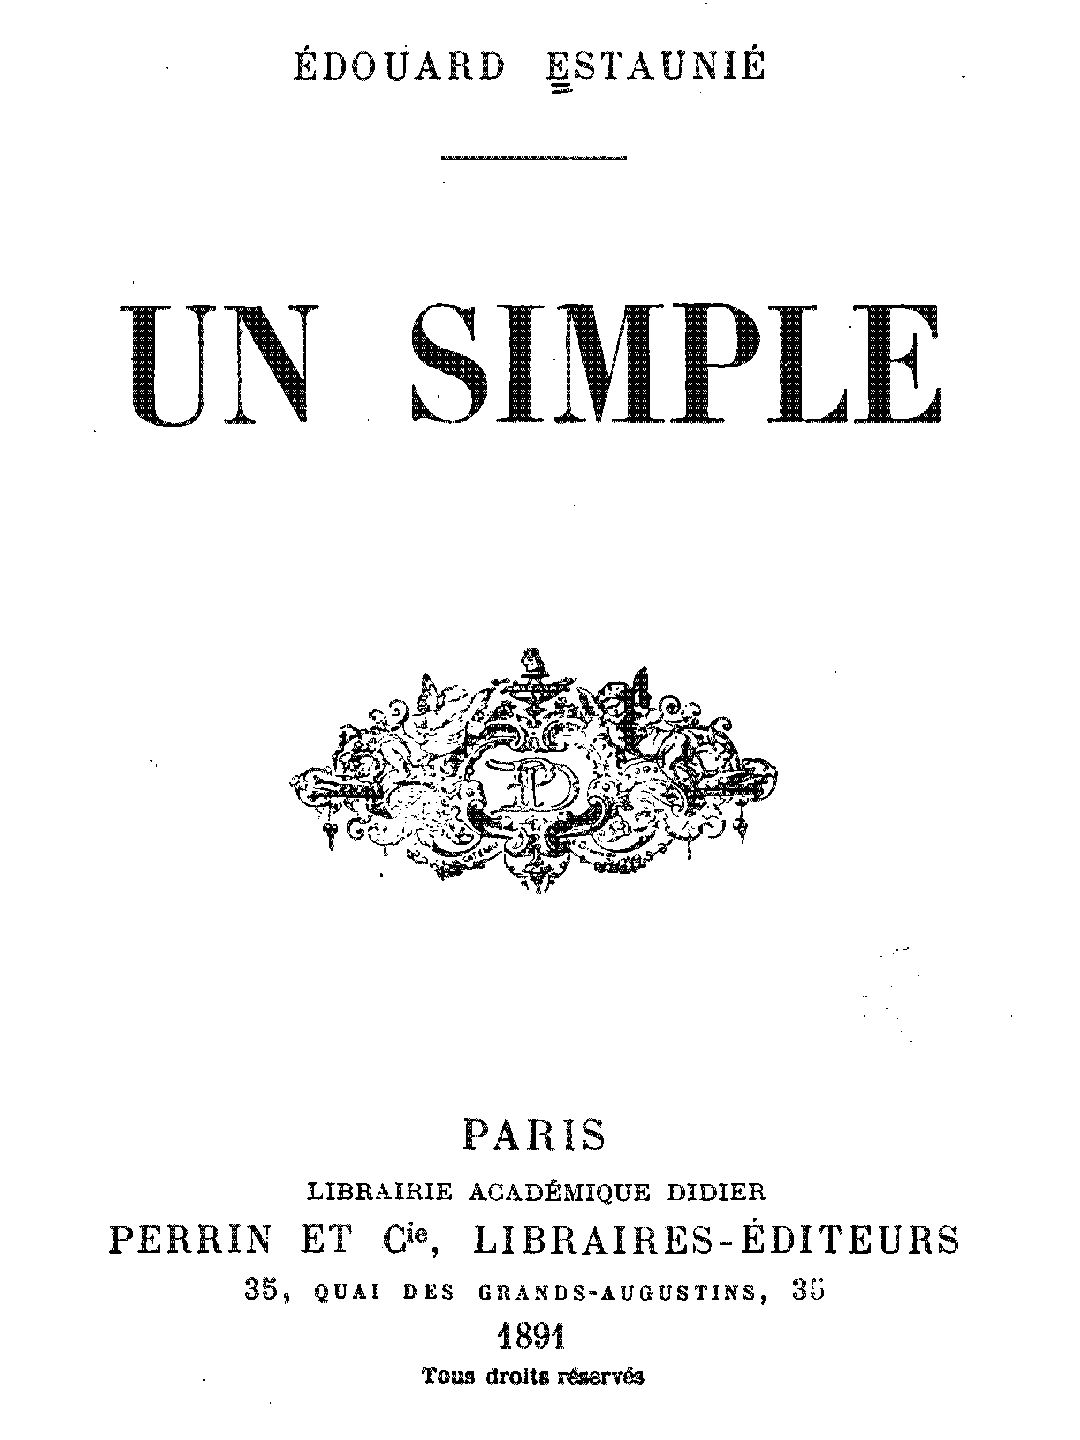 ÉDOUARD ESTAUNIÉ
UN SIMPLE
PARIS
LIBRAIRIE ACADÉMIQUE DIDIER
PERRIN ET Cie, LIBRAIRES-ÉDITEURS
35, QUAI DES GRANDS-AUGUSTINS, 35
1891
Tous droits réservés